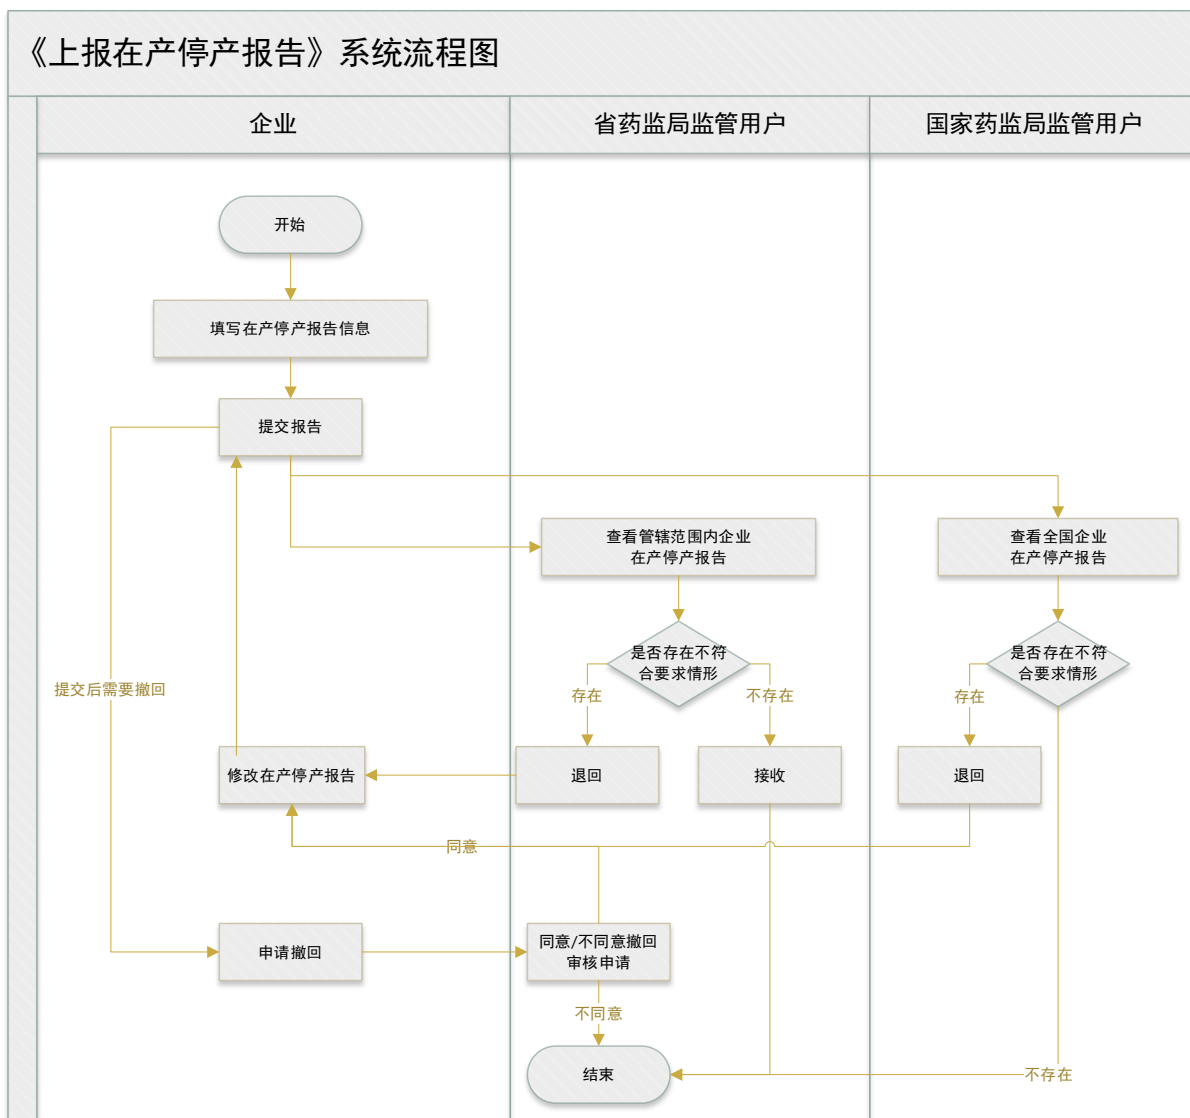 《上报在产停产报告》系统流程图
企业
省药监局监管用户
国家药监局监管用户
开始
填写在产停产报告信息
提交报告
查看管辖范围内企业
在产停产报告
查看全国企业
在产停产报告
是否存在不符
合要求情形
是否存在不符
合要求情形
提交后需要撤回
存在
不存在
存在
修改在产停产报告
退回
接收
退回
同意
申请撤回
同意/不同意撤回
审核申请
不同意
结束
不存在